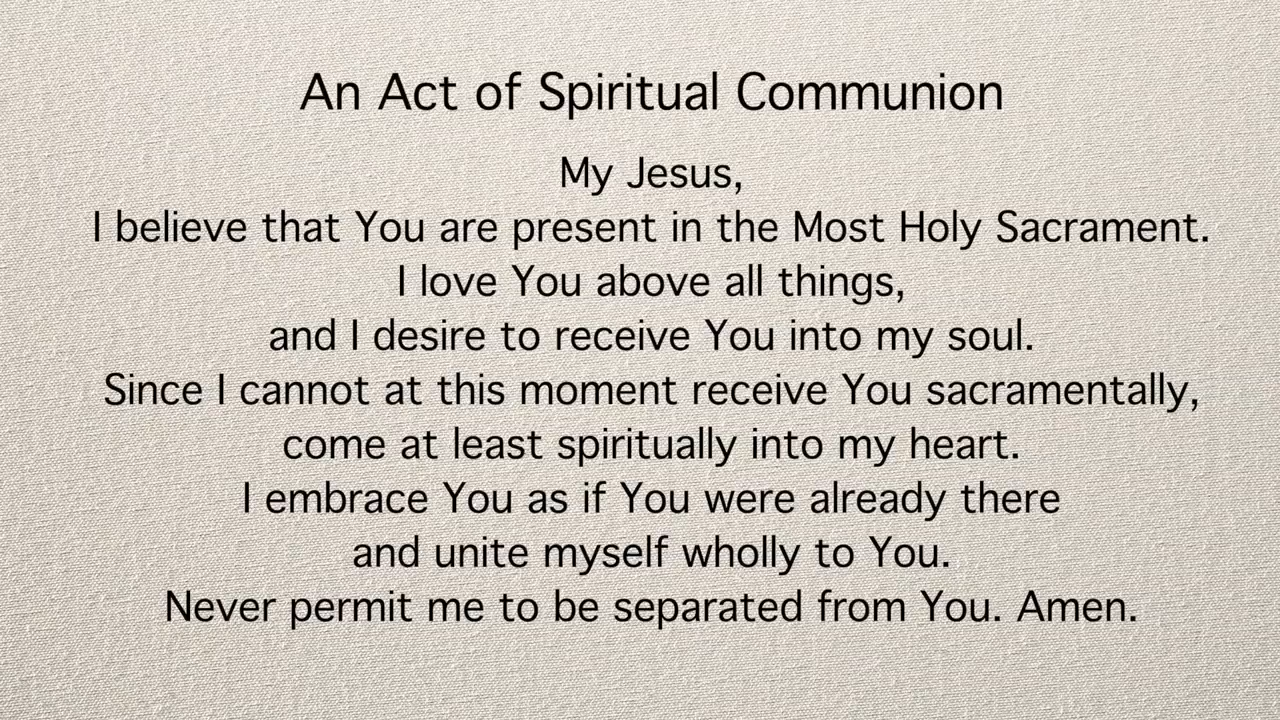 An Act of Spiritual Communion
My Jesus,
I believe that You are present in the Most Holy Sacrament.
I love You above all things,
and I desire to receive You into my soul.
Since I cannot at this moment receive You sacramentally,
come at least spiritually into my heart.
I embrace You as if You were already there
and unite myself wholly to You.
Never permit me to be separated from You. Amen.